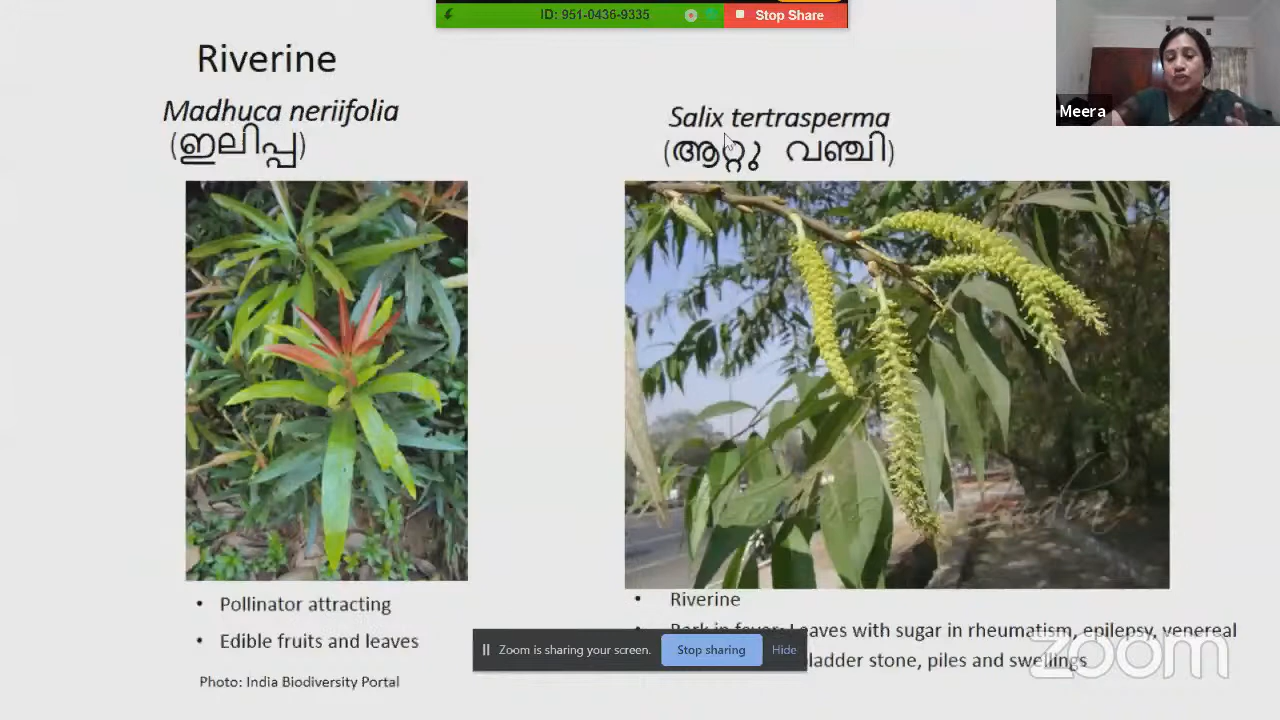 ID: 951-0436-9335
Stop Share
Meera
Riverine
Madhuca neriifolia
(ഇലിപ്പ)
Pollinator attracting
Edible fruits and leaves
Photo: India Biodiversity Portal
Salix tertrasperma
(ആറ്റു വഞ്ചി)
Riverine
Bark in fever; Leaves with sugar in rheumatism, epilepsy, venereal
bladder stone, piles and swellings
Zoom is sharing your screen.
Stop sharing
Hide
zoom